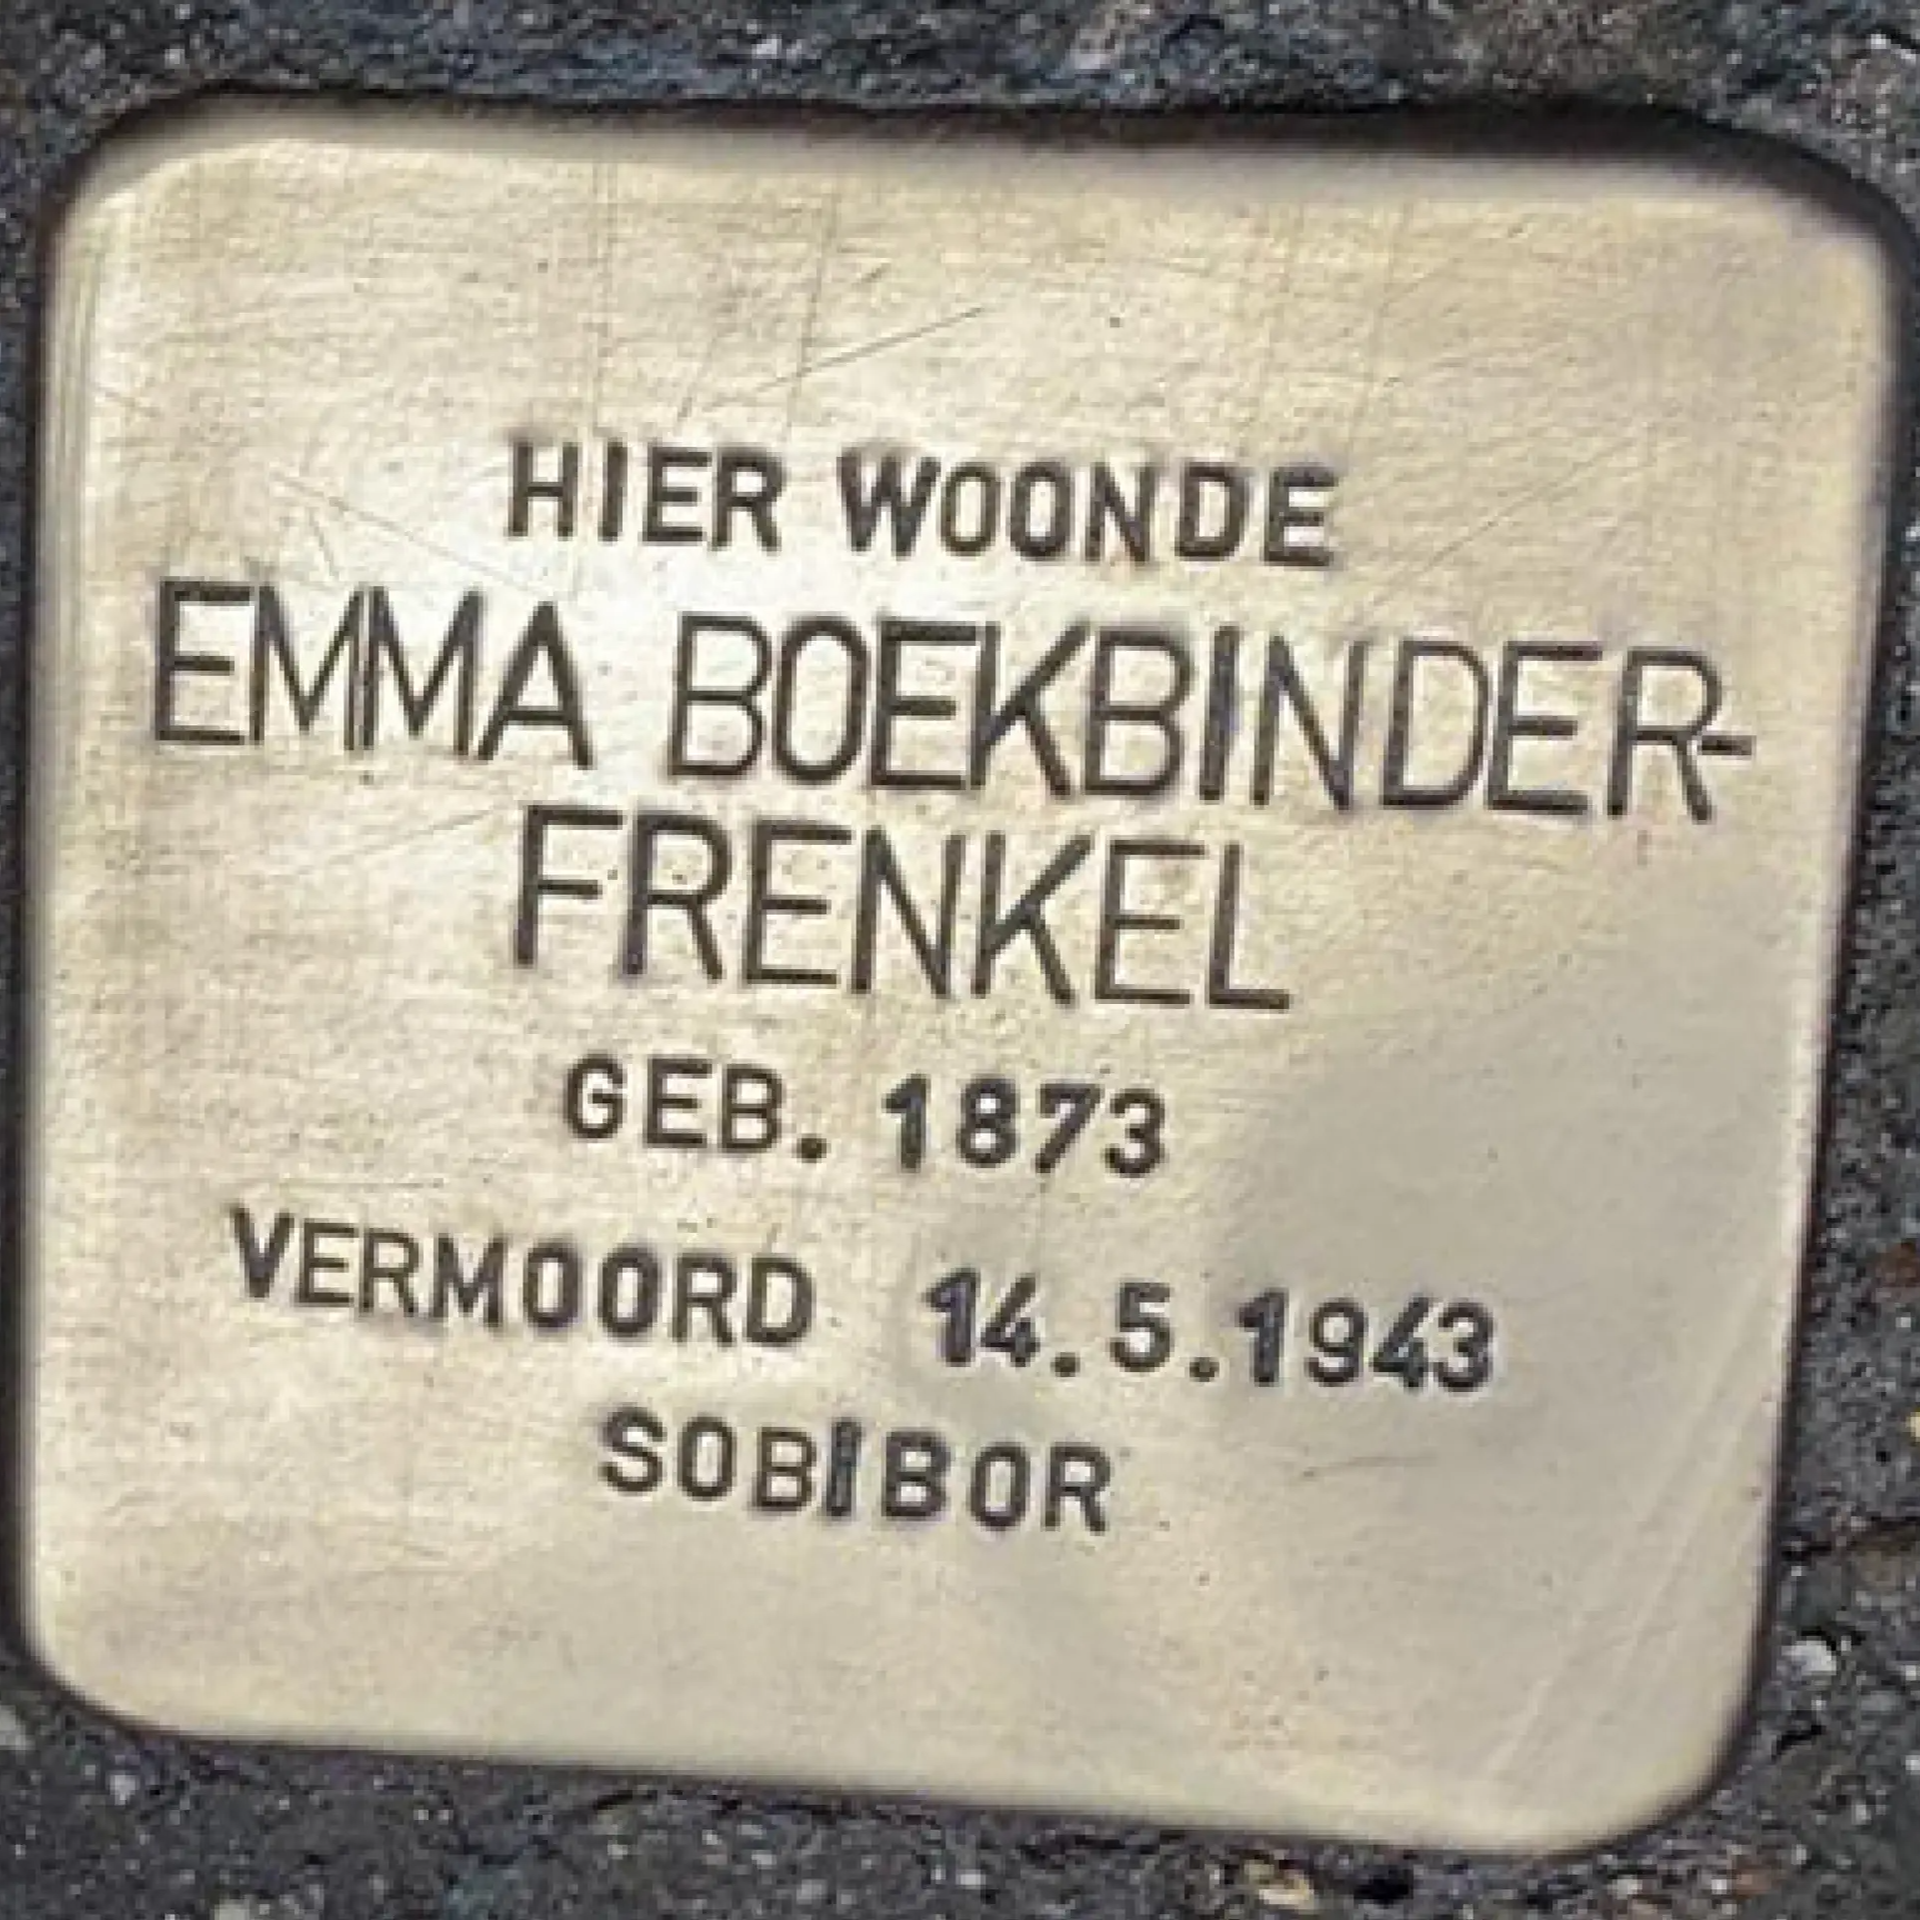 HIER WOONDE
EMMA BOEKBINDER-
FRENKEL
GEB. 1873
VERMOORD 14.5.1943
SOBIBOR